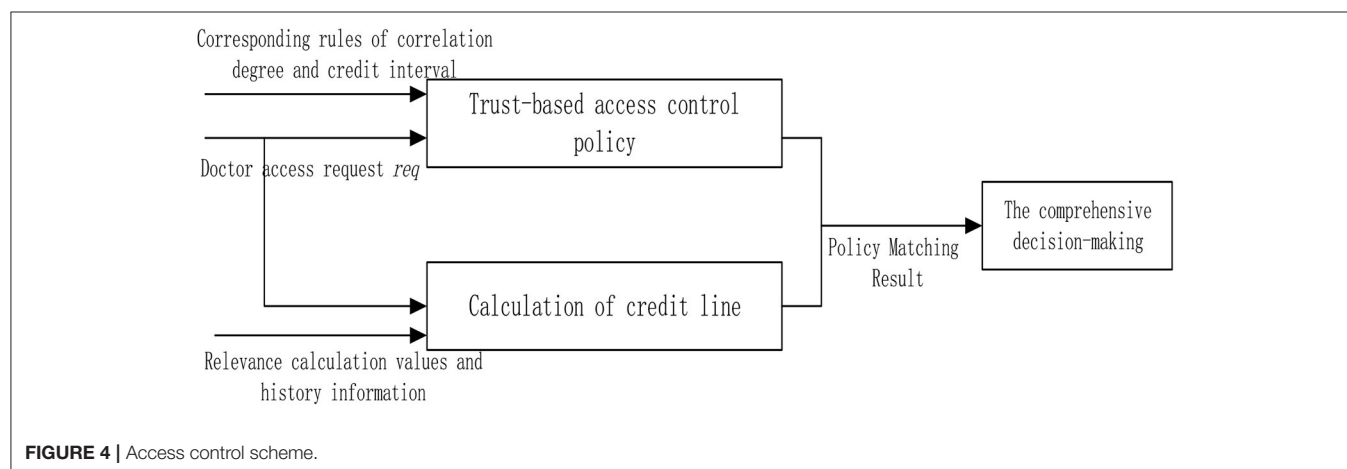 Corresponding rules of correlation
degree and credit interval
Trust-based access control
policy
Doctor access request req
The comprehensive
decision-making
Policy Matching
Result
Calculation of credit line
Relevance calculation values and
history information
FIGURE 4 | Access control scheme.